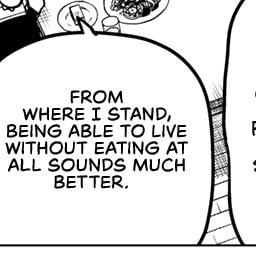 FROM
WHERE I STAND,
BEING ABLE TO LIVE
WITHOUT EATING AT
ALL SOUNDS MUCH
BETTER.